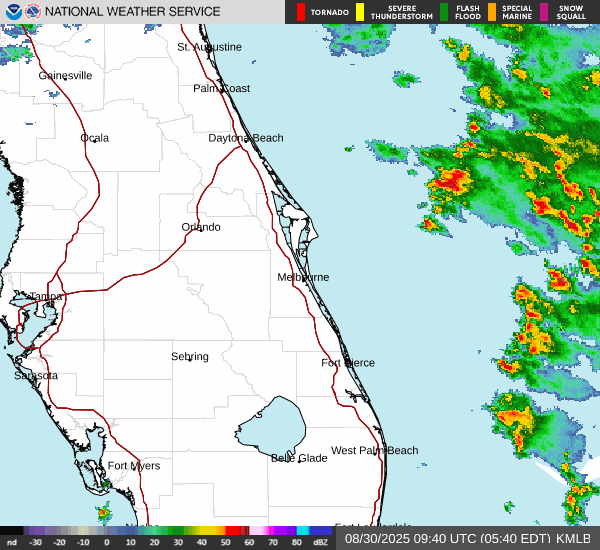 NATIONAL WEATHER SERVICE
TORNADO
SEVERE THUNDERSTORM
FLASH FLOOD
SPECIAL MARINE
SNOW SQUALL
St. Augustine
Gainesville
Palm Coast
Ocala
Daytona Beach
Orlando
Melbourne
Tampa
Sebring
Fort Pierce
Sarasota
West Palm Beach
Belle Glade
Fort Myers
nd -30 -20 -10 0 10 20 30 40 50 60 70 80 dBZ
08/30/2025 09:40 UTC (05:40 EDT) KMLB